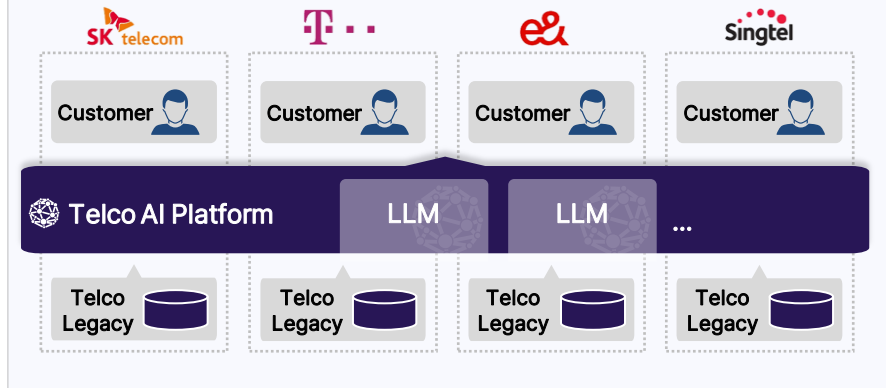 SK telecom
T
e&
Singtel
Customer
Customer
Customer
Customer
Telco AI Platform
LLM
LLM
...
Telco
Legacy
Telco
Legacy
Telco
Legacy
Telco
Legacy